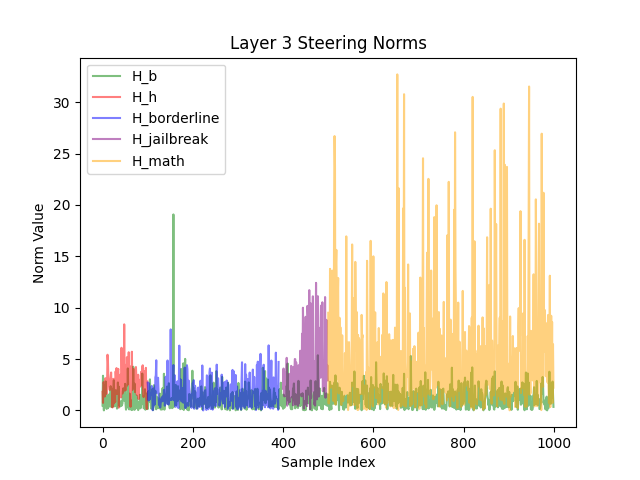 Layer 3 Steering Norms
H_b
H_h
H_borderline
H_jailbreak
H_math
Norm Value
30
25
20
15
10
5
0
0 200 400 600 800 1000
Sample Index